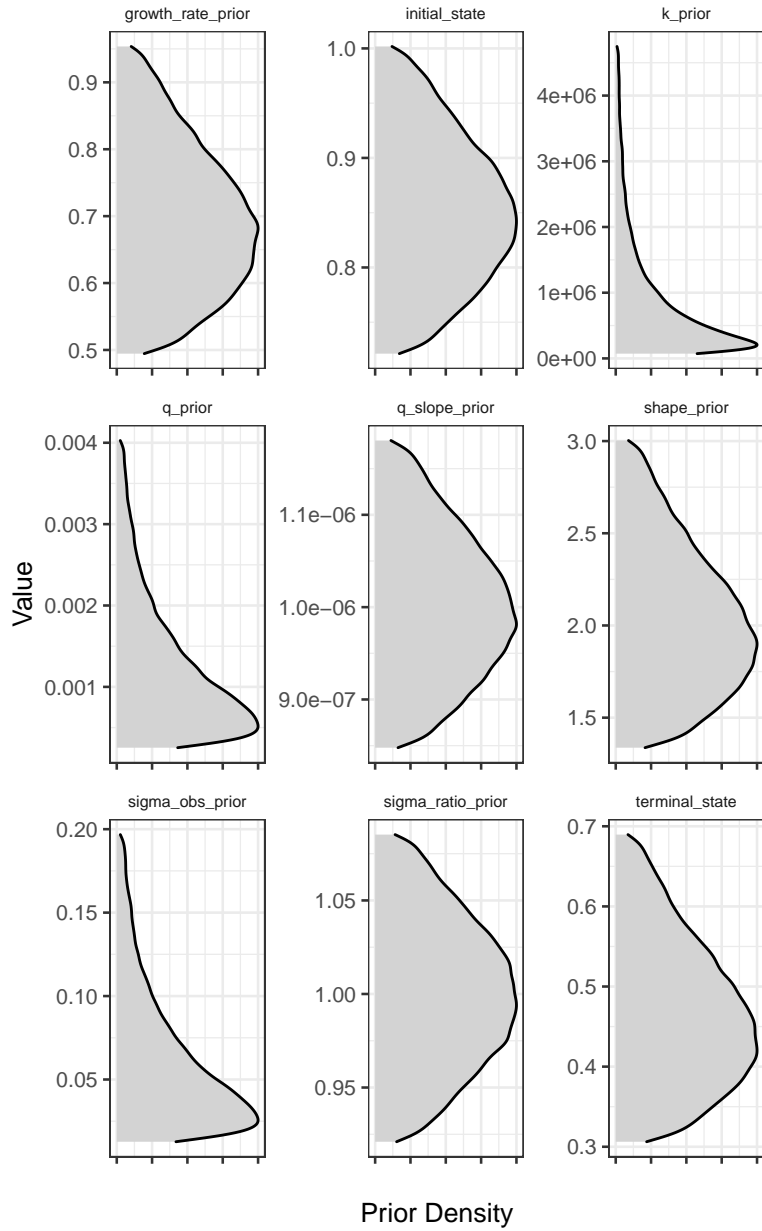 growth_rate_prior
initial_state
k_prior
0.9
0.8
0.7
0.6
0.5
1.0
0.9
0.8
4e+06
3e+06
2e+06
1e+06
0e+00
q_prior
q_slope_prior
shape_prior
0.004
0.003
0.002
0.001
1.1e−06
1.0e−06
9.0e−07
3.0
2.5
2.0
1.5
Value
sigma_obs_prior
sigma_ratio_prior
terminal_state
0.20
0.15
0.10
0.05
1.05
1.00
0.95
0.7
0.6
0.5
0.4
0.3
Prior Density